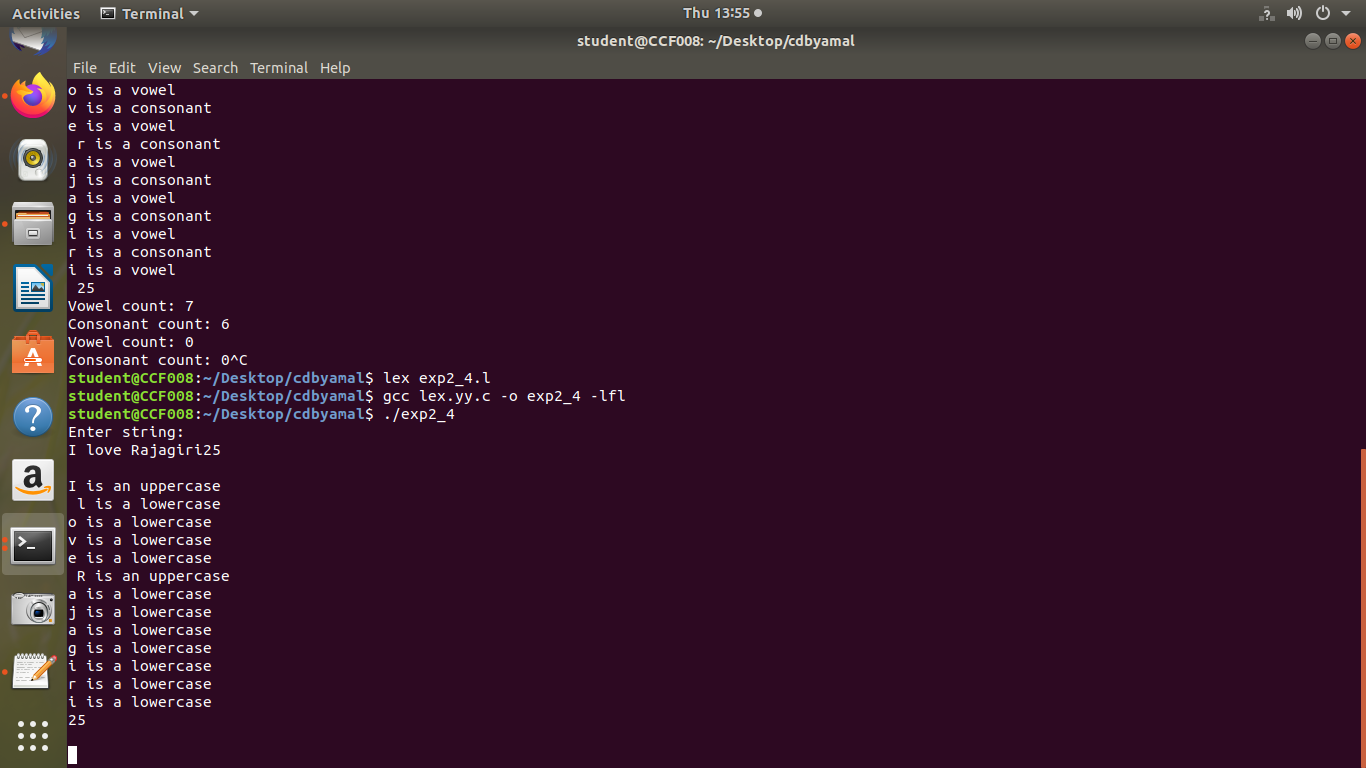 Activities Terminal Thu 13:55
student@CCF008: ~/Desktop/cdbyamal
File Edit View Search Terminal Help
o is a vowel
v is a consonant
e is a vowel
 r is a consonant
a is a vowel
j is a consonant
a is a vowel
g is a consonant
i is a vowel
r is a consonant
i is a vowel
 25
Vowel count: 7
Consonant count: 6
Vowel count: 0
Consonant count: 0^C
student@CCF008:~/Desktop/cdbyamal$ lex exp2_4.l
student@CCF008:~/Desktop/cdbyamal$ gcc lex.yy.c -o exp2_4 -lfl
student@CCF008:~/Desktop/cdbyamal$ ./exp2_4
Enter string:
I love Rajagiri25

I is an uppercase
 l is a lowercase
o is a lowercase
v is a lowercase
e is a lowercase
 R is an uppercase
a is a lowercase
j is a lowercase
a is a lowercase
g is a lowercase
i is a lowercase
r is a lowercase
i is a lowercase
25